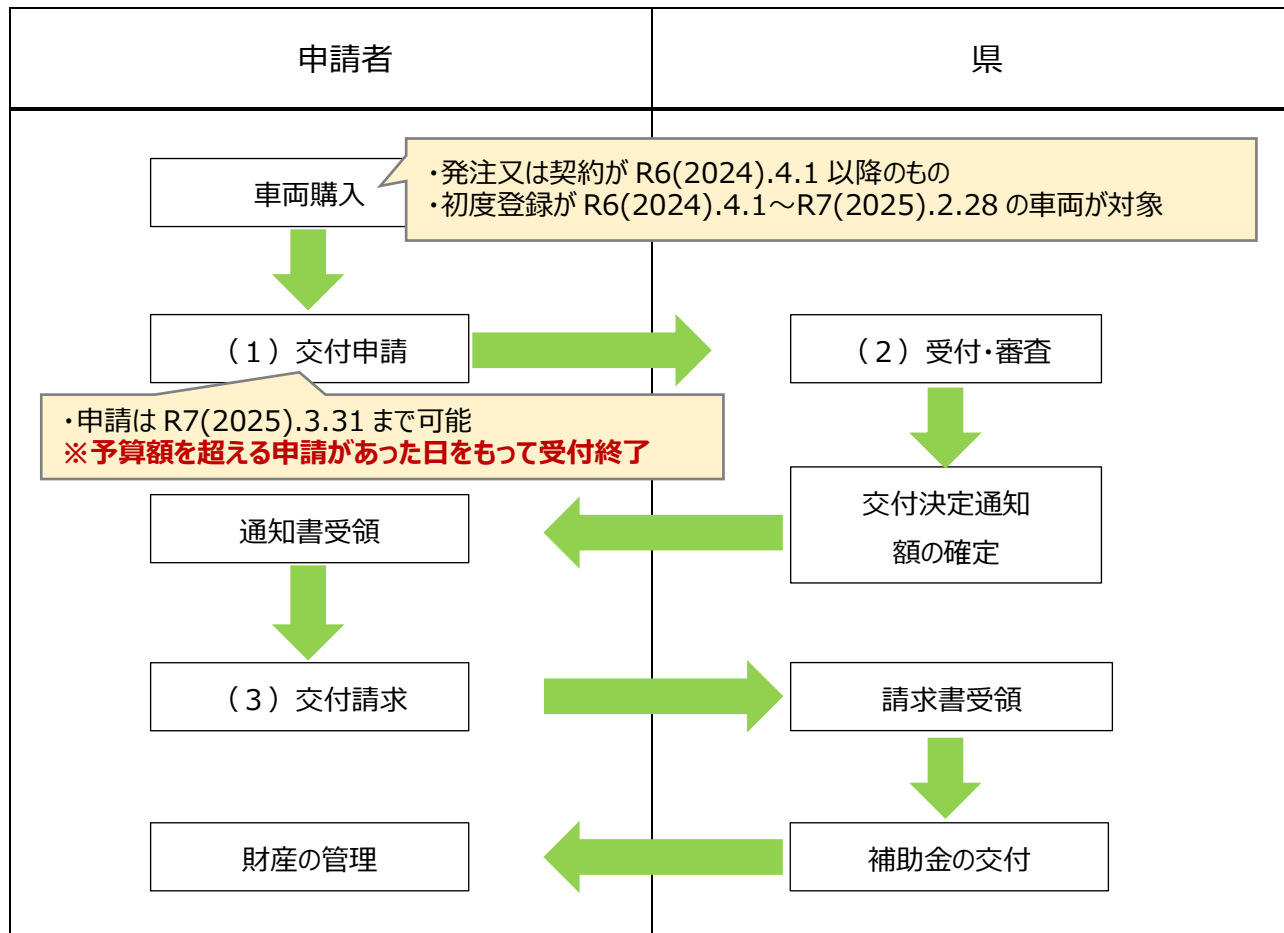 申請者
県
車両購入
・発注又は契約が R6(2024).4.1 以降のもの
・初度登録が R6(2024).4.1~R7(2025).2.28 の車両が対象
(1)交付申請
(2)受付・審査
・申請は R7(2025).3.31 まで可能
※予算額を超える申請があった日をもって受付終了
通知書受領
交付決定通知
額の確定
(3)交付請求
請求書受領
財産の管理
補助金の交付